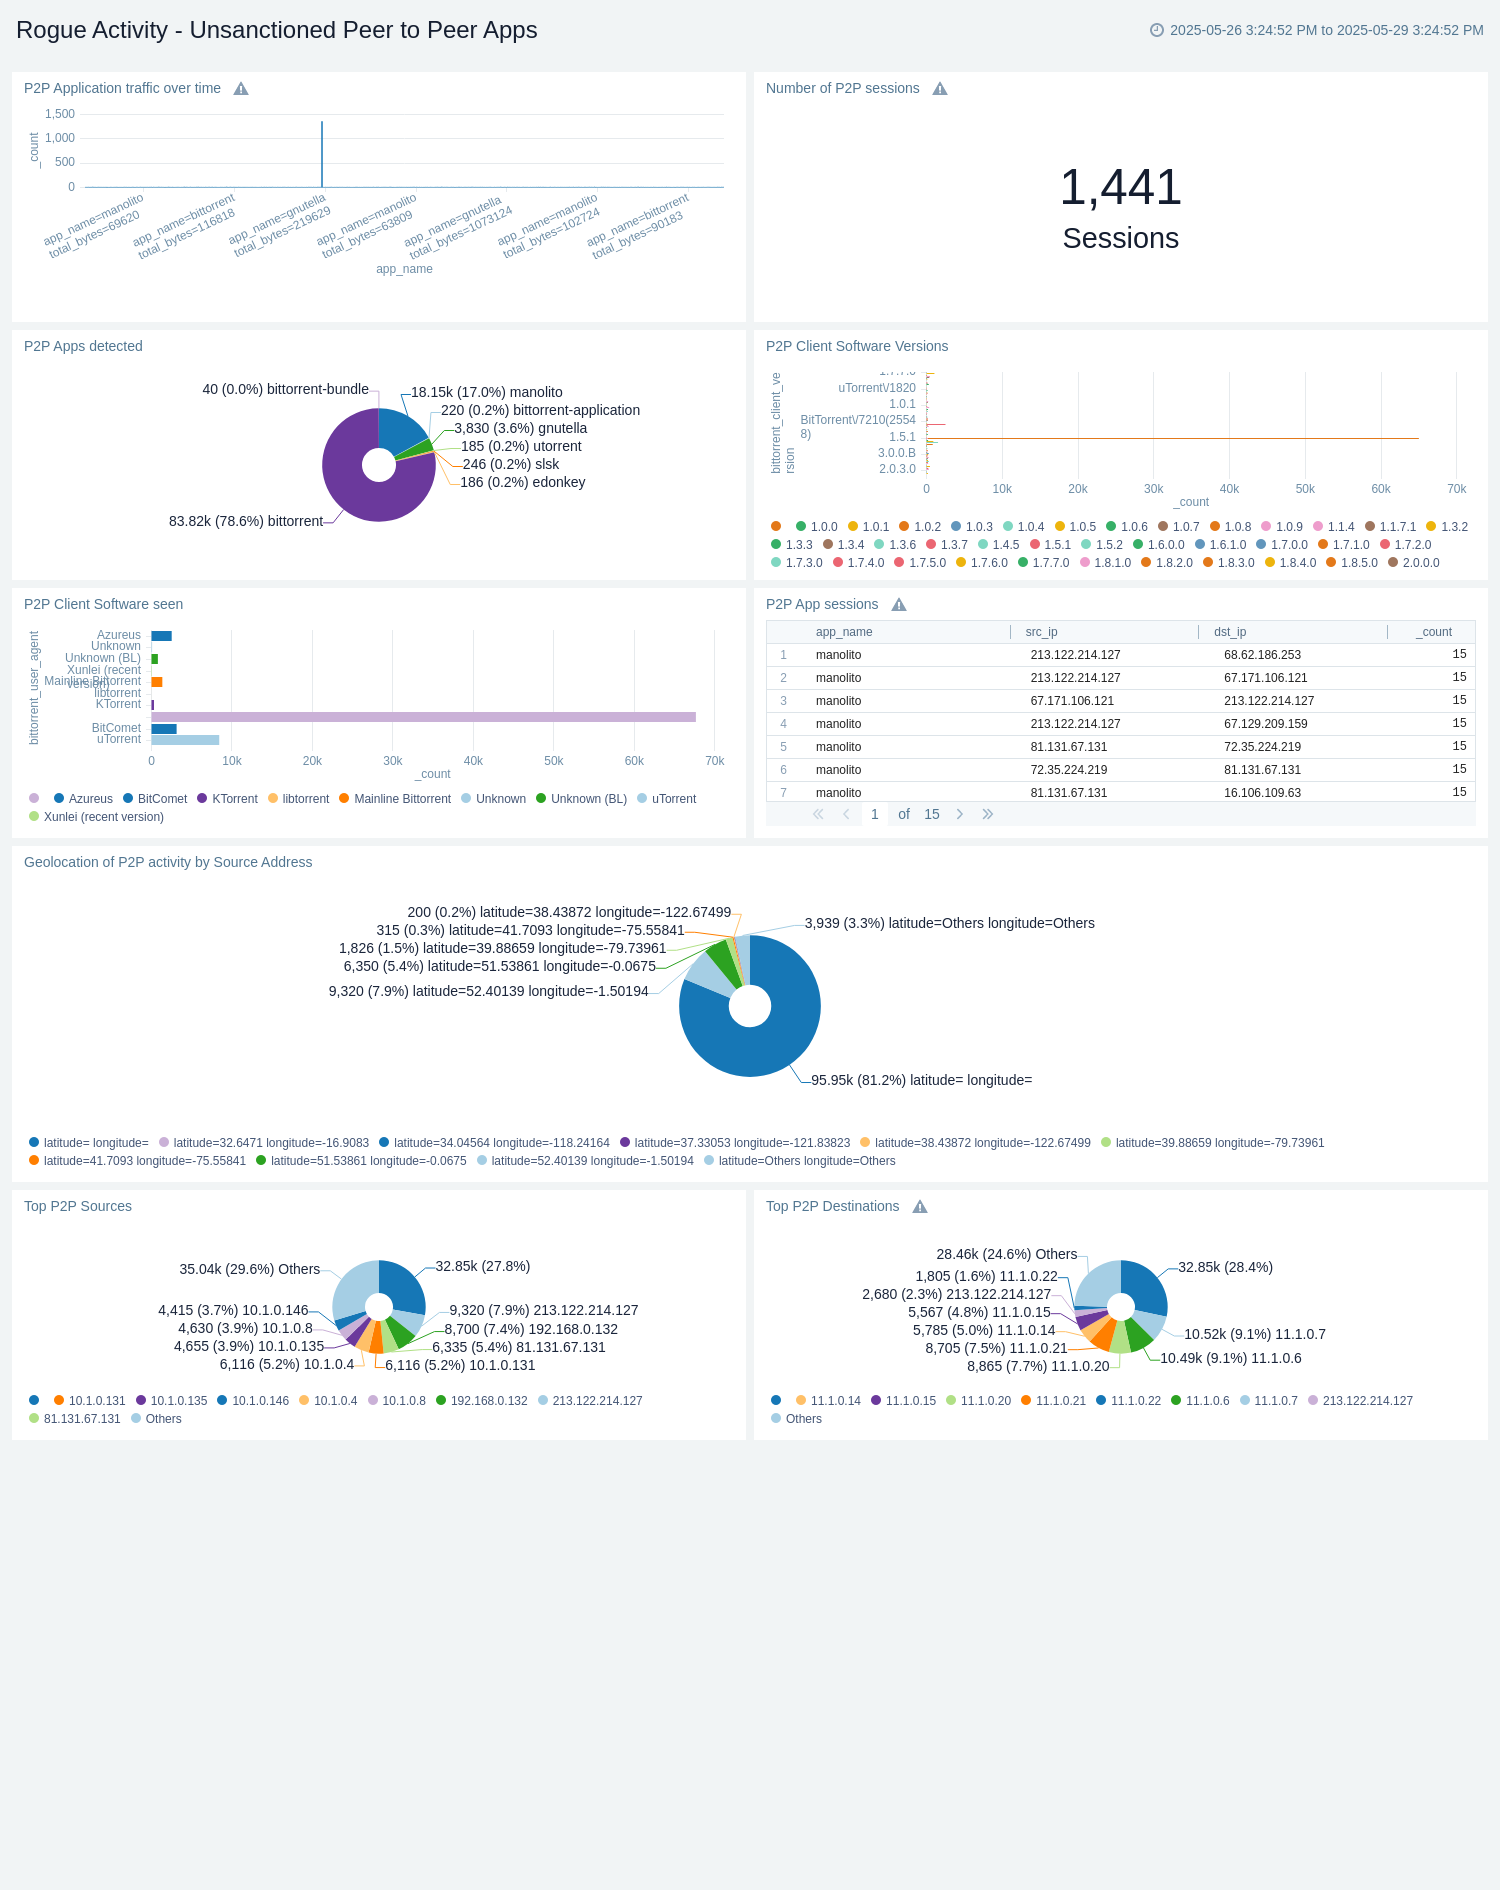 Rogue Activity - Unsanctioned Peer to Peer Apps
2025-05-26 3:24:52 PM to 2025-05-29 3:24:52 PM
P2P Application traffic over time
_count
1,500
1,000
500
0
app_name=manolito
total_bytes=69620
app_name=bittorrent
total_bytes=116818
app_name=gnutella
total_bytes=219629
app_name=manolito
total_bytes=63809
app_name=gnutella
total_bytes=1073124
app_name=manolito
total_bytes=102724
app_name=bittorrent
total_bytes=90183
app_name
Number of P2P sessions
1,441
Sessions
P2P Apps detected
40 (0.0%) bittorrent-bundle
18.15k (17.0%) manolito
220 (0.2%) bittorrent-application
3,830 (3.6%) gnutella
185 (0.2%) utorrent
246 (0.2%) slsk
186 (0.2%) edonkey
83.82k (78.6%) bittorrent
P2P Client Software Versions
bittorrent_client_ve
rsion
1.7.7.0
uTorrent\/1820
1.0.1
BitTorrent\/7210(2554
8)
1.5.1
3.0.0.B
2.0.3.0
0 10k 20k 30k 40k 50k 60k 70k
_count
1.0.0 1.0.1 1.0.2 1.0.3 1.0.4 1.0.5 1.0.6 1.0.7 1.0.8 1.0.9 1.1.4 1.1.7.1 1.3.2
1.3.3 1.3.4 1.3.6 1.3.7 1.4.5 1.5.1 1.5.2 1.6.0.0 1.6.1.0 1.7.0.0 1.7.1.0 1.7.2.0
1.7.3.0 1.7.4.0 1.7.5.0 1.7.6.0 1.7.7.0 1.8.1.0 1.8.2.0 1.8.3.0 1.8.4.0 1.8.5.0 2.0.0.0
P2P Client Software seen
bittorrent_user_agent
Azureus
Unknown
Unknown (BL)
Xunlei (recent
version)
Mainline Bittorrent
libtorrent
KTorrent
BitComet
uTorrent
0 10k 20k 30k 40k 50k 60k 70k
_count
Azureus BitComet KTorrent libtorrent Mainline Bittorrent Unknown Unknown (BL) uTorrent
Xunlei (recent version)
P2P App sessions
app_name src_ip dst_ip _count
1 manolito 213.122.214.127 68.62.186.253 15
2 manolito 213.122.214.127 67.171.106.121 15
3 manolito 67.171.106.121 213.122.214.127 15
4 manolito 213.122.214.127 67.129.209.159 15
5 manolito 81.131.67.131 72.35.224.219 15
6 manolito 72.35.224.219 81.131.67.131 15
7 manolito 81.131.67.131 16.106.109.63 15
1 of 15
Geolocation of P2P activity by Source Address
200 (0.2%) latitude=38.43872 longitude=-122.67499
315 (0.3%) latitude=41.7093 longitude=-75.55841
1,826 (1.5%) latitude=39.88659 longitude=-79.73961
6,350 (5.4%) latitude=51.53861 longitude=-0.0675
9,320 (7.9%) latitude=52.40139 longitude=-1.50194
3,939 (3.3%) latitude=Others longitude=Others
95.95k (81.2%) latitude= longitude=
latitude= longitude= latitude=32.6471 longitude=-16.9083 latitude=34.04564 longitude=-118.24164 latitude=37.33053 longitude=-121.83823 latitude=38.43872 longitude=-122.67499 latitude=39.88659 longitude=-79.73961
latitude=41.7093 longitude=-75.55841 latitude=51.53861 longitude=-0.0675 latitude=52.40139 longitude=-1.50194 latitude=Others longitude=Others
Top P2P Sources
35.04k (29.6%) Others
4,415 (3.7%) 10.1.0.146
4,630 (3.9%) 10.1.0.8
4,655 (3.9%) 10.1.0.135
6,116 (5.2%) 10.1.0.4
32.85k (27.8%)
9,320 (7.9%) 213.122.214.127
8,700 (7.4%) 192.168.0.132
6,335 (5.4%) 81.131.67.131
6,116 (5.2%) 10.1.0.131
10.1.0.131 10.1.0.135 10.1.0.146 10.1.0.4 10.1.0.8 192.168.0.132 213.122.214.127
81.131.67.131 Others
Top P2P Destinations
28.46k (24.6%) Others
1,805 (1.6%) 11.1.0.22
2,680 (2.3%) 213.122.214.127
5,567 (4.8%) 11.1.0.15
5,785 (5.0%) 11.1.0.14
8,705 (7.5%) 11.1.0.21
8,865 (7.7%) 11.1.0.20
32.85k (28.4%)
10.52k (9.1%) 11.1.0.7
10.49k (9.1%) 11.1.0.6
11.1.0.14 11.1.0.15 11.1.0.20 11.1.0.21 11.1.0.22 11.1.0.6 11.1.0.7 213.122.214.127
Others